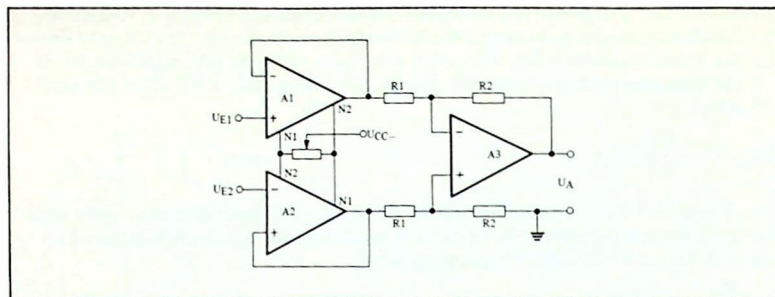 R1
R2
−
A1
N2
+
UE1
N1
UCC−
−
A3
N2
+
UE2
−
N1
UA
A2
+
R1
R2